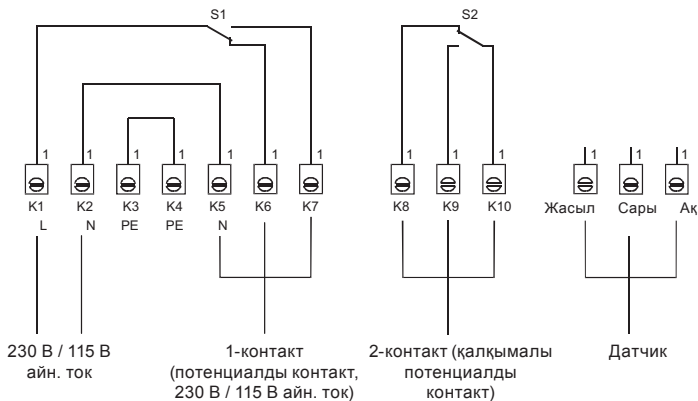 S1
S2
1 1 1 1 1 1 1 1 1 1 1 1 1
K1 K2 K3 K4 K5 K6 K7 K8 K9 K10 Жасыл Сары Ақ
L N PE PE N
230 В / 115 В
айн. ток
1-контакт
(потенциалды контакт,
230 В / 115 В айн. ток)
2-контакт (қалқымалы
потенциалды
контакт)
Датчик